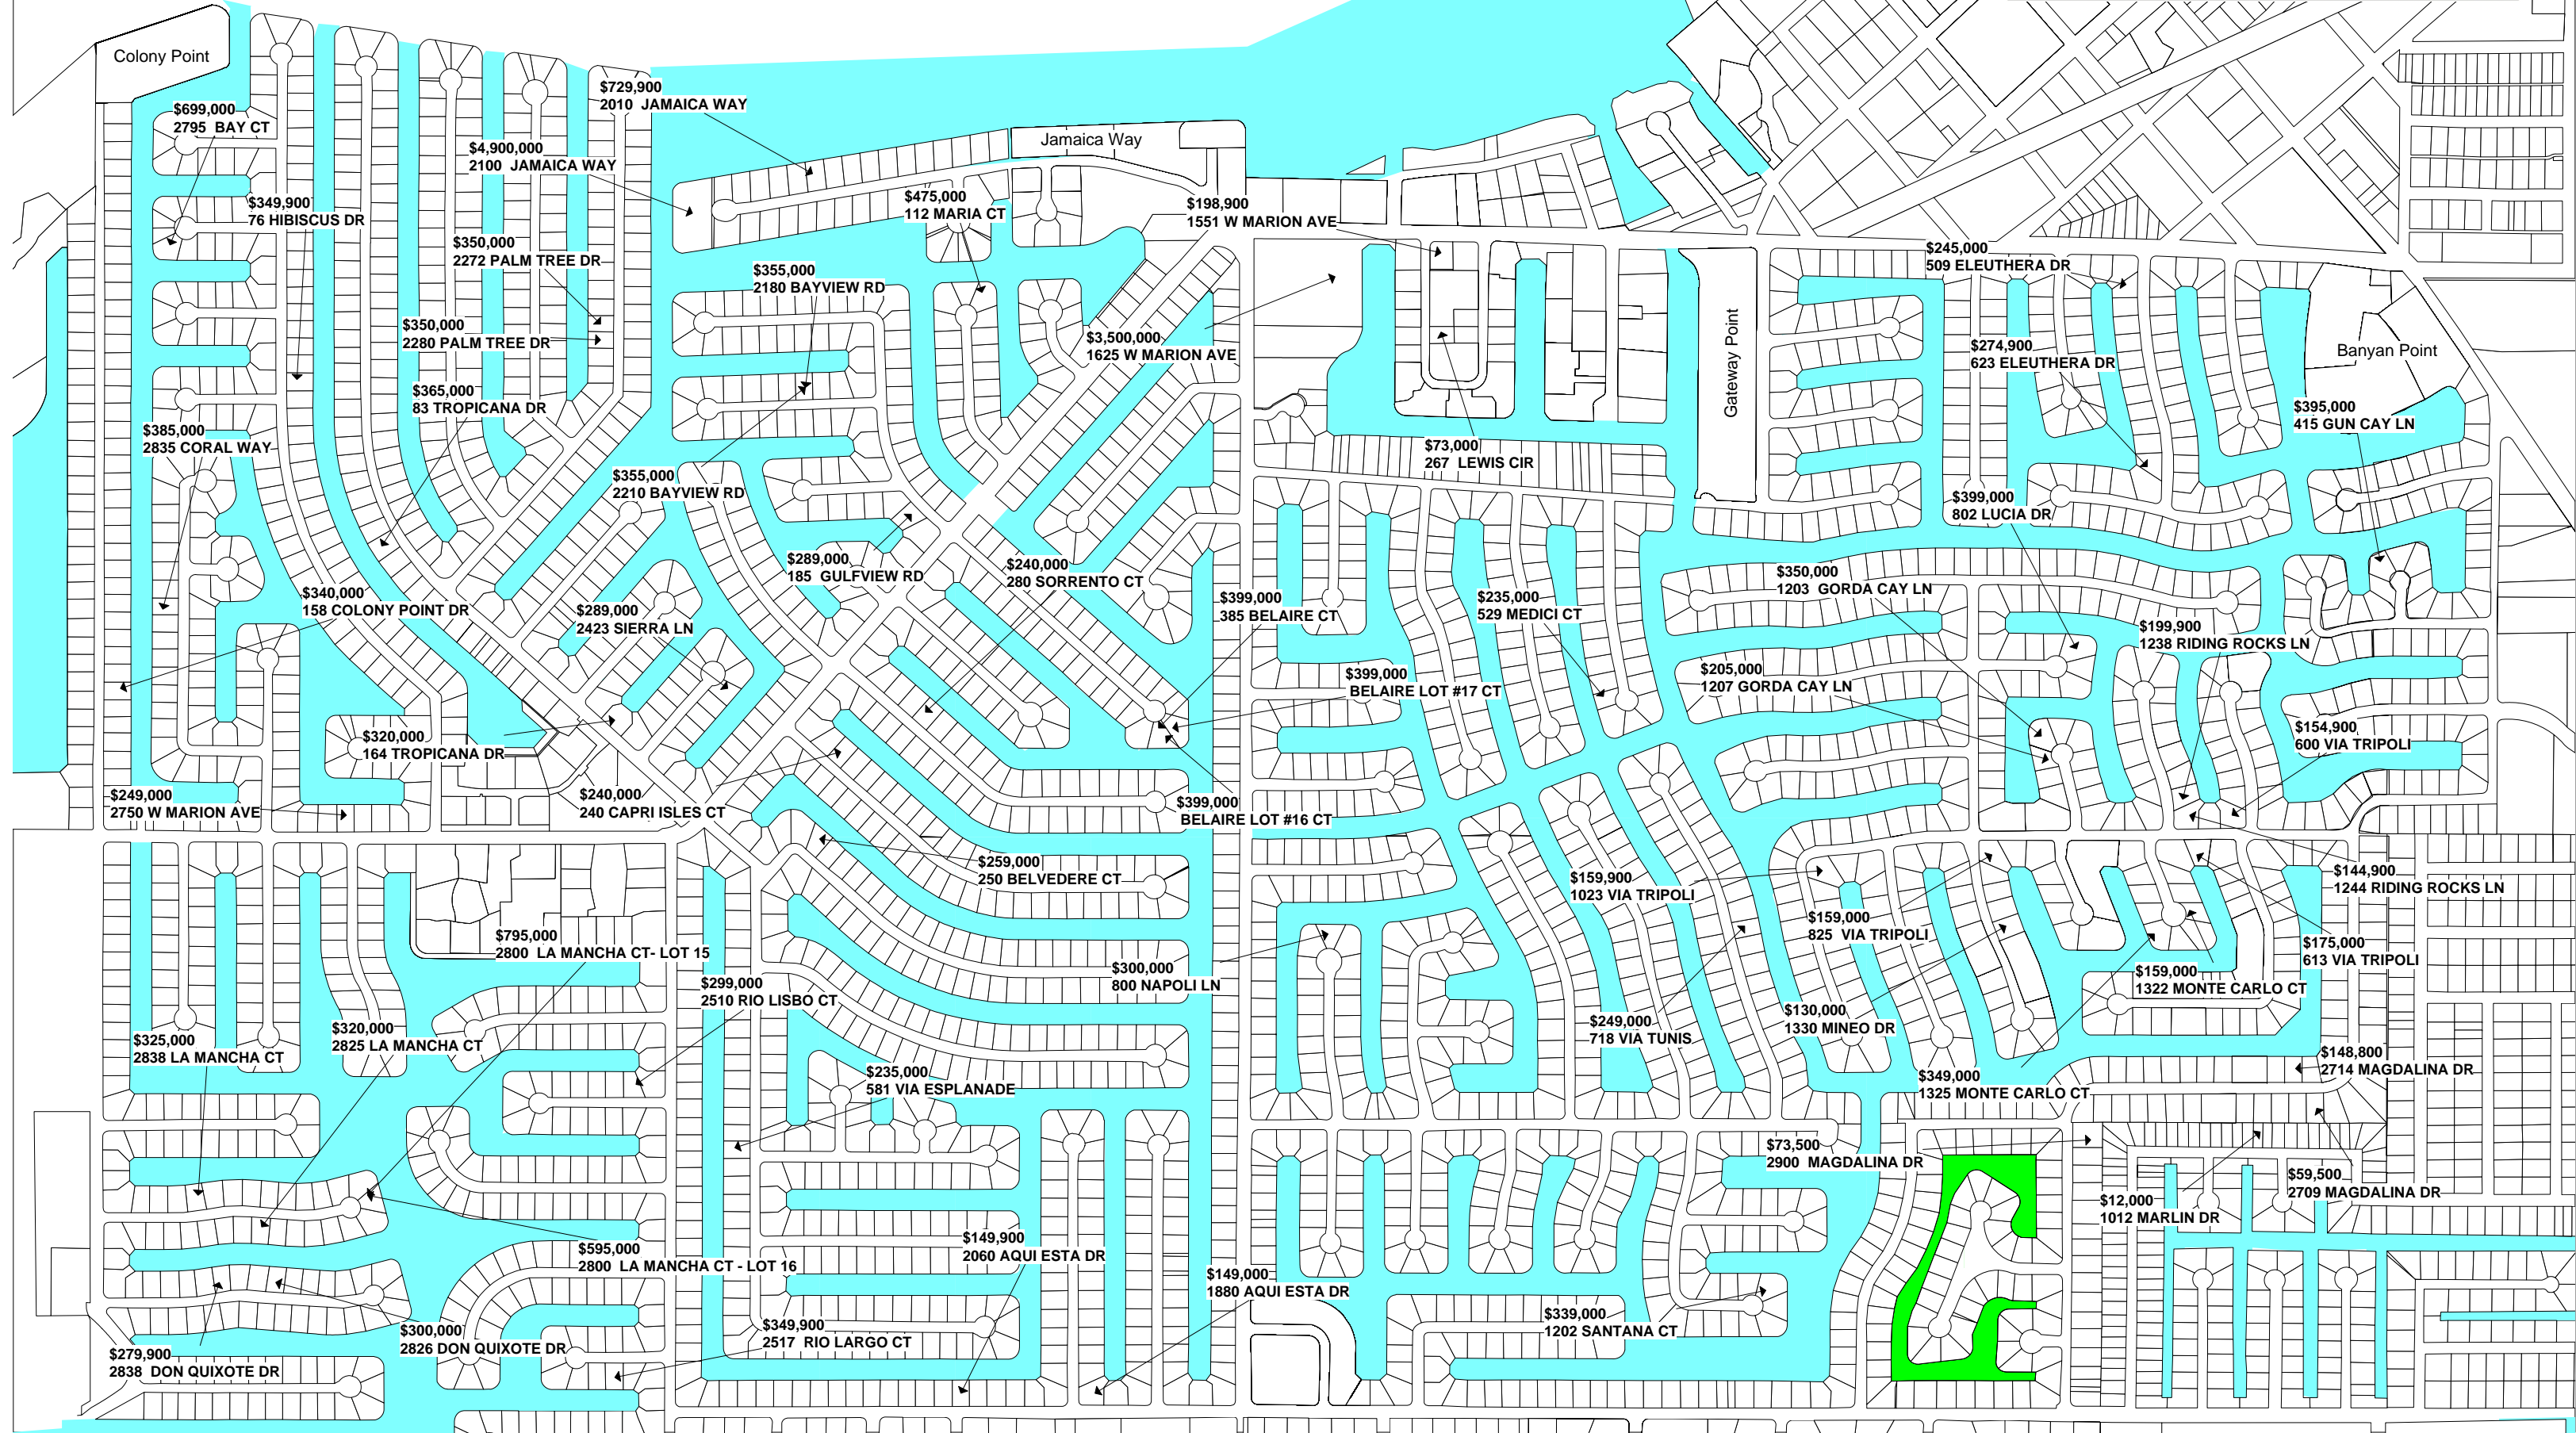 Colony Point
$699,000
2795 BAY CT
$729,900
2010 JAMAICA WAY
Jamaica Way
$4,900,000
2100 JAMAICA WAY
$349,900
76 HIBISCUS DR
$475,000
112 MARIA CT
$198,900
1551 W MARION AVE
$350,000
2272 PALM TREE DR
$355,000
2180 BAYVIEW RD
$245,000
509 ELEUTHERA DR
$350,000
2280 PALM TREE DR
$3,500,000
1625 W MARION AVE
Gateway Point
$274,900
623 ELEUTHERA DR
Banyan Point
$365,000
83 TROPICANA DR
$395,000
415 GUN CAY LN
$385,000
2835 CORAL WAY
$73,000
267 LEWIS CIR
$355,000
2210 BAYVIEW RD
$399,000
802 LUCIA DR
$289,000
185 GULFVIEW RD
$240,000
280 SORRENTO CT
$350,000
1203 GORDA CAY LN
$340,000
158 COLONY POINT DR
$289,000
2423 SIERRA LN
$399,000
385 BELAIRE CT
$235,000
529 MEDICI CT
$199,900
1238 RIDING ROCKS LN
$399,000
BELAIRE LOT #17 CT
$205,000
1207 GORDA CAY LN
$320,000
164 TROPICANA DR
$154,900
600 VIA TRIPOLI
$249,000
2750 W MARION AVE
$240,000
240 CAPRI ISLES CT
$399,000
BELAIRE LOT #16 CT
$259,000
250 BELVEDERE CT
$159,900
1023 VIA TRIPOLI
$144,900
1244 RIDING ROCKS LN
$159,000
825 VIA TRIPOLI
$795,000
2800 LA MANCHA CT- LOT 15
$175,000
613 VIA TRIPOLI
$300,000
800 NAPOLI LN
$159,000
1322 MONTE CARLO CT
$299,000
2510 RIO LISBO CT
$325,000
2838 LA MANCHA CT
$320,000
2825 LA MANCHA CT
$249,000
718 VIA TUNIS
$130,000
1330 MINEO DR
$148,800
2714 MAGDALINA DR
$235,000
581 VIA ESPLANADE
$349,000
1325 MONTE CARLO CT
$73,500
2900 MAGDALINA DR
$59,500
2709 MAGDALINA DR
$12,000
1012 MARLIN DR
$149,900
2060 AQUI ESTA DR
$595,000
2800 LA MANCHA CT - LOT 16
$149,000
1880 AQUI ESTA DR
$339,000
1202 SANTANA CT
$349,900
2517 RIO LARGO CT
$300,000
2826 DON QUIXOTE DR
$279,900
2838 DON QUIXOTE DR